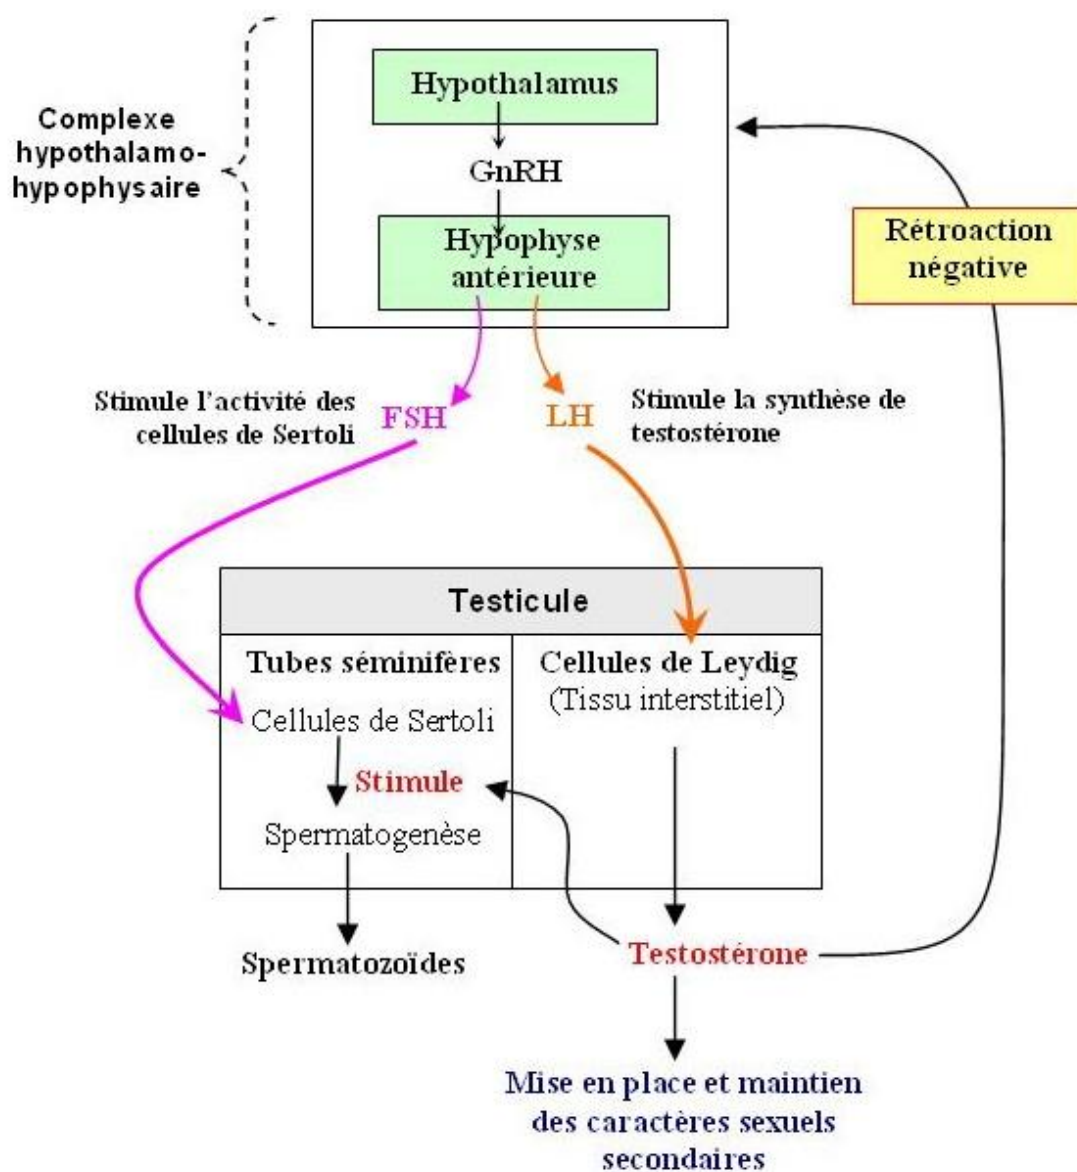 Hypothalamus
Complexe
hypothalamo-
hypophysaire
GnRH
Hypophyse
antérieure
Rétroaction
négative
Stimule l’activité des
cellules de Sertoli
FSH
LH
Stimule la synthèse de
testostérone
Testicule
Tubes séminifères
Cellules de Sertoli
Stimule
Spermatogenèse
Cellules de Leydig
(Tissu interstitiel)
Spermatozoïdes
Testostérone
Mise en place et maintien
des caractères sexuels
secondaires